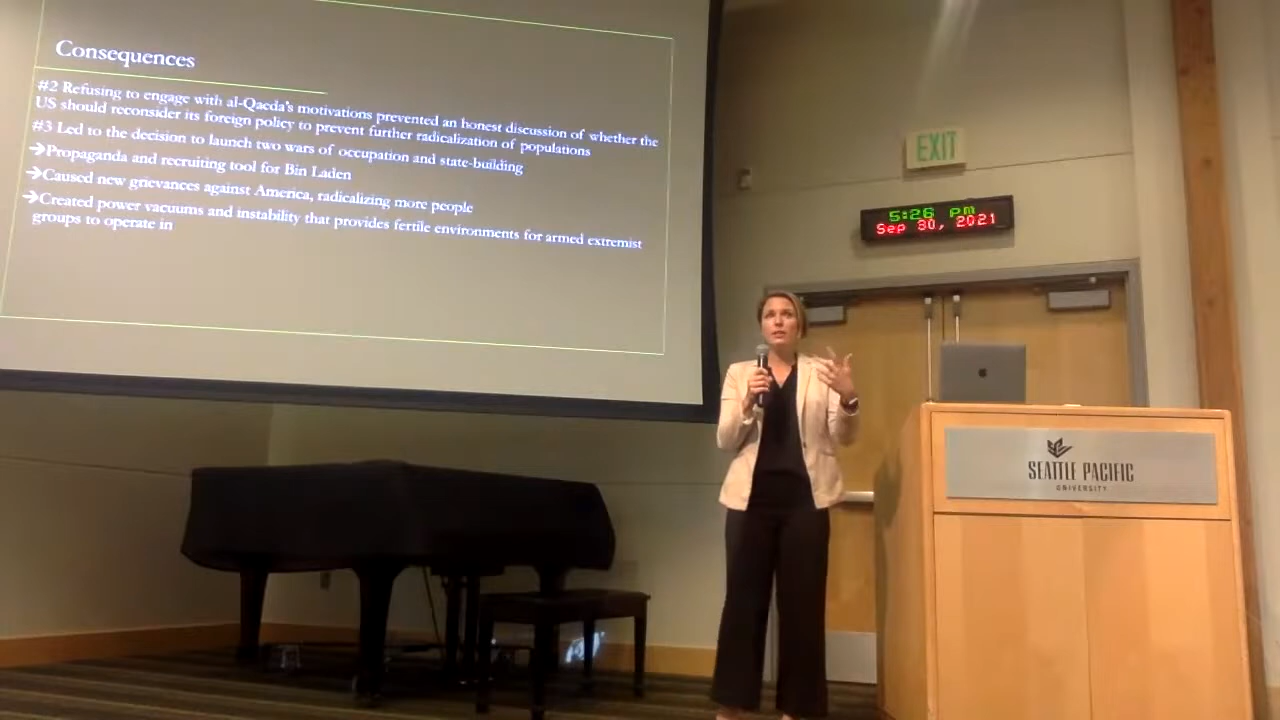 Consequences
#2 Refusing to engage with al-Qaeda's motivations prevented an honest discussion of whether the
US should reconsider its foreign policy to prevent further radicalization of populations
#3 Led to the decision to launch two wars of occupation and state-building
→Propaganda and recruiting tool for Bin Laden
→Caused new grievances against America, radicalizing more people
→Created power vacuums and instability that provides fertile environments for armed extremist
groups to operate in
EXIT
5:26 pm
Sep 30, 2021
SEATTLE PACIFIC
UNIVERSITY